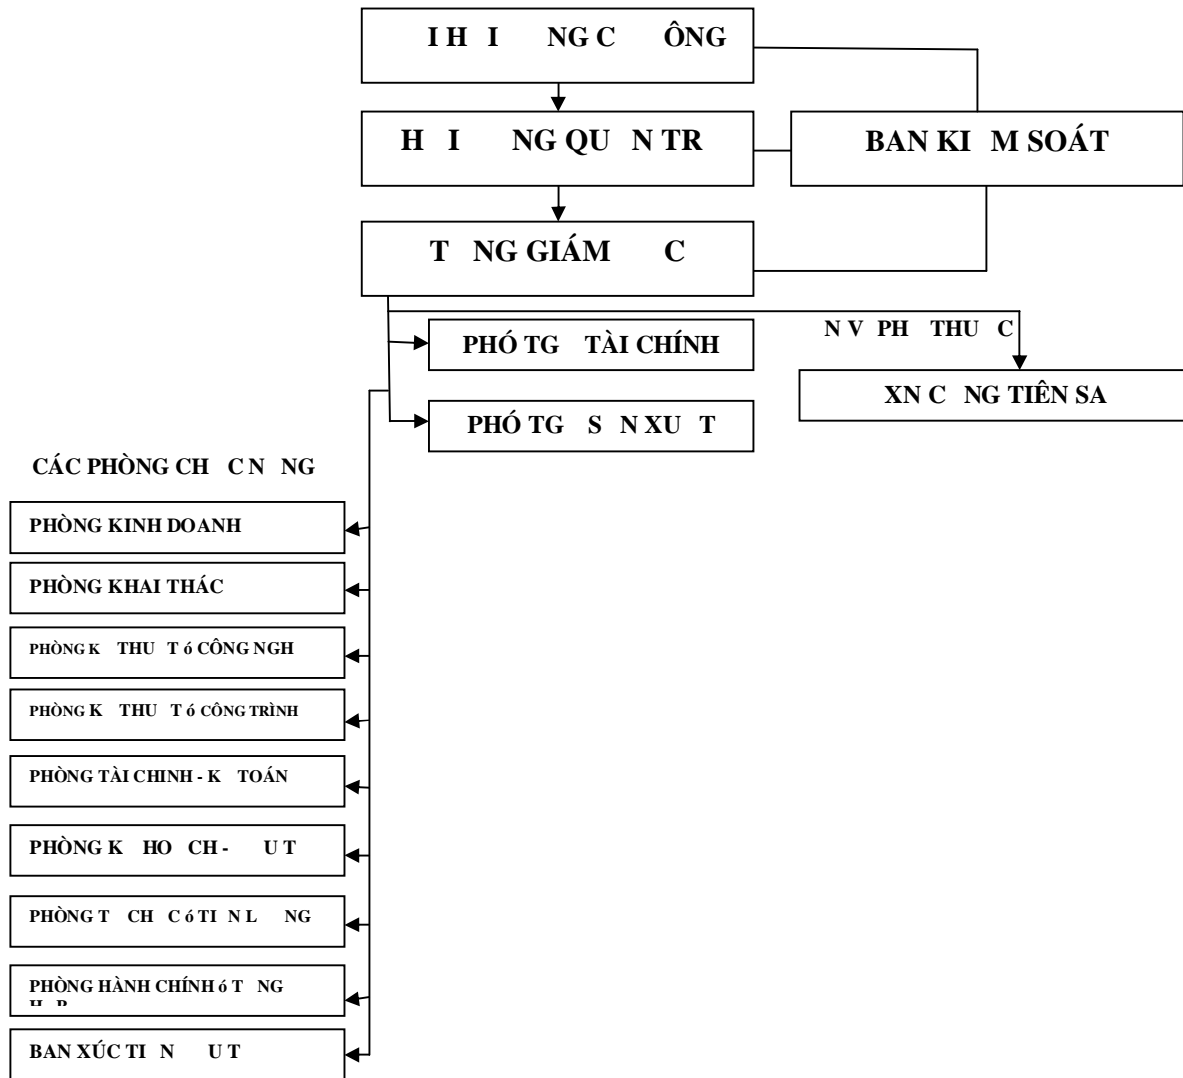 I H I NG C ÔNG
H I NG QU N TR
BAN KI M SOÁT
T NG GIÁM C
N V PH THU C
PHÓ TG TÀI CHÍNH
XN C NG TIÊN SA
PHÓ TG S N XU T
CÁC PHÒNG CH C N NG
PHÒNG KINH DOANH
PHÒNG KHAI THÁC
PHÒNG K THU T ó CÔNG NGH
PHÒNG K THU T ó CÔNG TRÌNH
PHÒNG TÀI CHINH - K TOÁN
PHÒNG K HO CH - U T
PHÒNG T CH C ó TI N L NG
PHÒNG HÀNH CHÍNH ó T NG
H P
BAN XÚC TI N U T